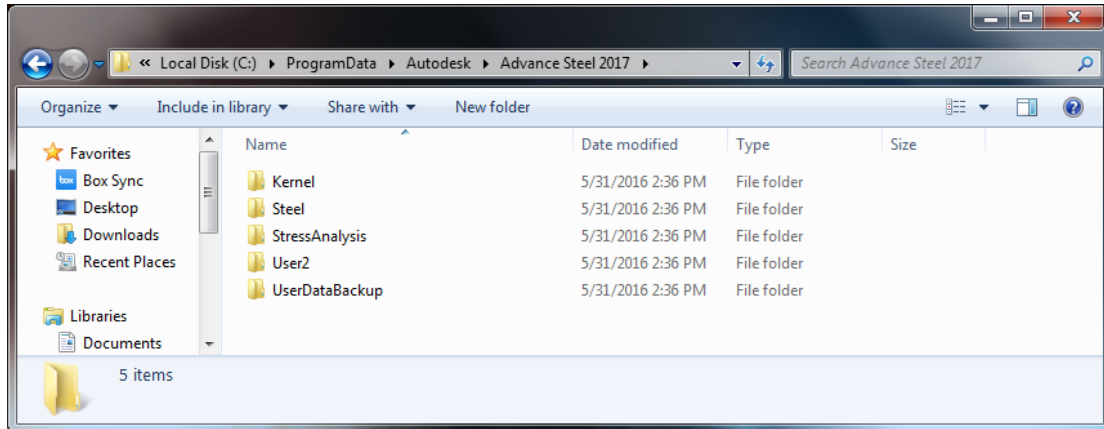 « Local Disk (C:) ▸ ProgramData ▸ Autodesk ▸ Advance Steel 2017 ▸ Search Advance Steel 2017
Organize Include in library Share with New folder
Favorites
box Box Sync
Desktop
Downloads
Recent Places
Libraries
Documents
Name Date modified Type Size
Kernel 5/31/2016 2:36 PM File folder
Steel 5/31/2016 2:36 PM File folder
StressAnalysis 5/31/2016 2:36 PM File folder
User2 5/31/2016 2:36 PM File folder
UserDataBackup 5/31/2016 2:36 PM File folder
5 items